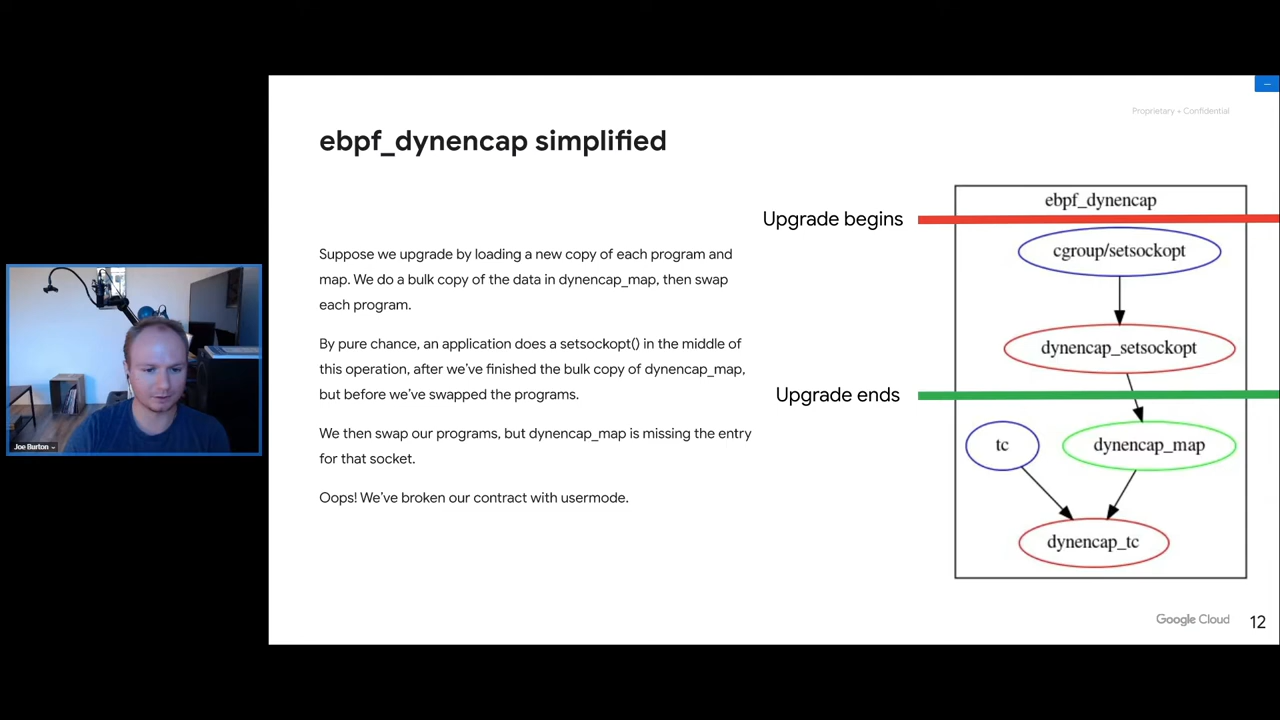 Proprietary + Confidential
ebpf_dynencap simplified
Suppose we upgrade by loading a new copy of each program and
map. We do a bulk copy of the data in dynencap_map, then swap
each program.
By pure chance, an application does a setsockopt() in the middle of
this operation, after we've finished the bulk copy of dynencap_map,
but before we've swapped the programs.
We then swap our programs, but dynencap_map is missing the entry
for that socket.
Oops! We've broken our contract with usermode.
Upgrade begins
Upgrade ends
ebpf_dynencap
cgroup/setsockopt
dynencap_setsockopt
tc
dynencap_map
dynencap_tc
Joe Burton
Google Cloud
12